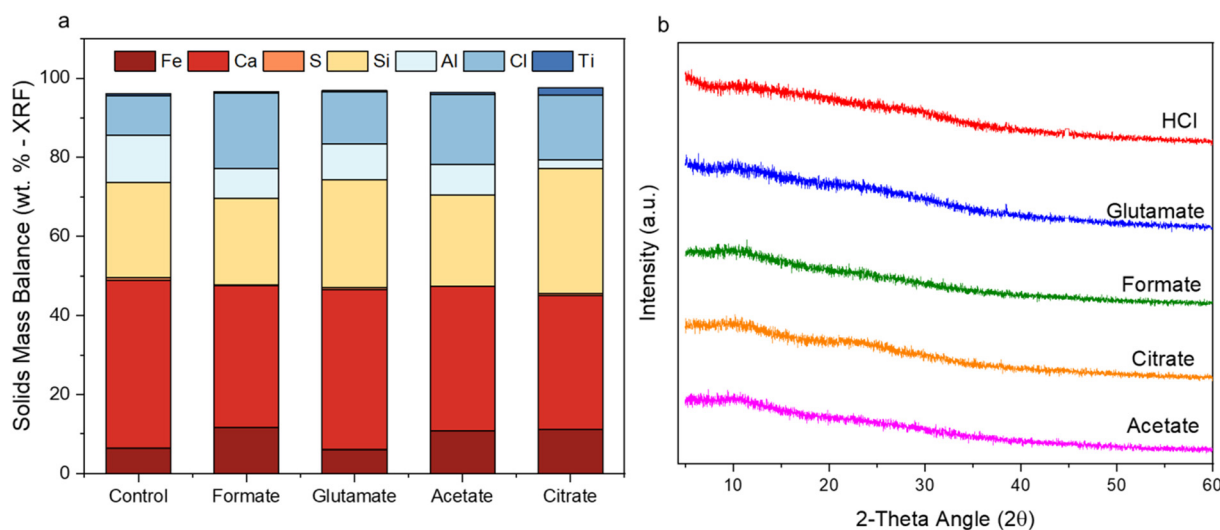 a
Fe Ca S Si Al Cl Ti
Solids Mass Balance (wt. % - XRF)
100
80
60
40
20
0
Control Formate Glutamate Acetate Citrate
b
HCl
Glutamate
Formate
Citrate
Acetate
Intensity (a.u.)
10 20 30 40 50 60
2-Theta Angle (2θ)